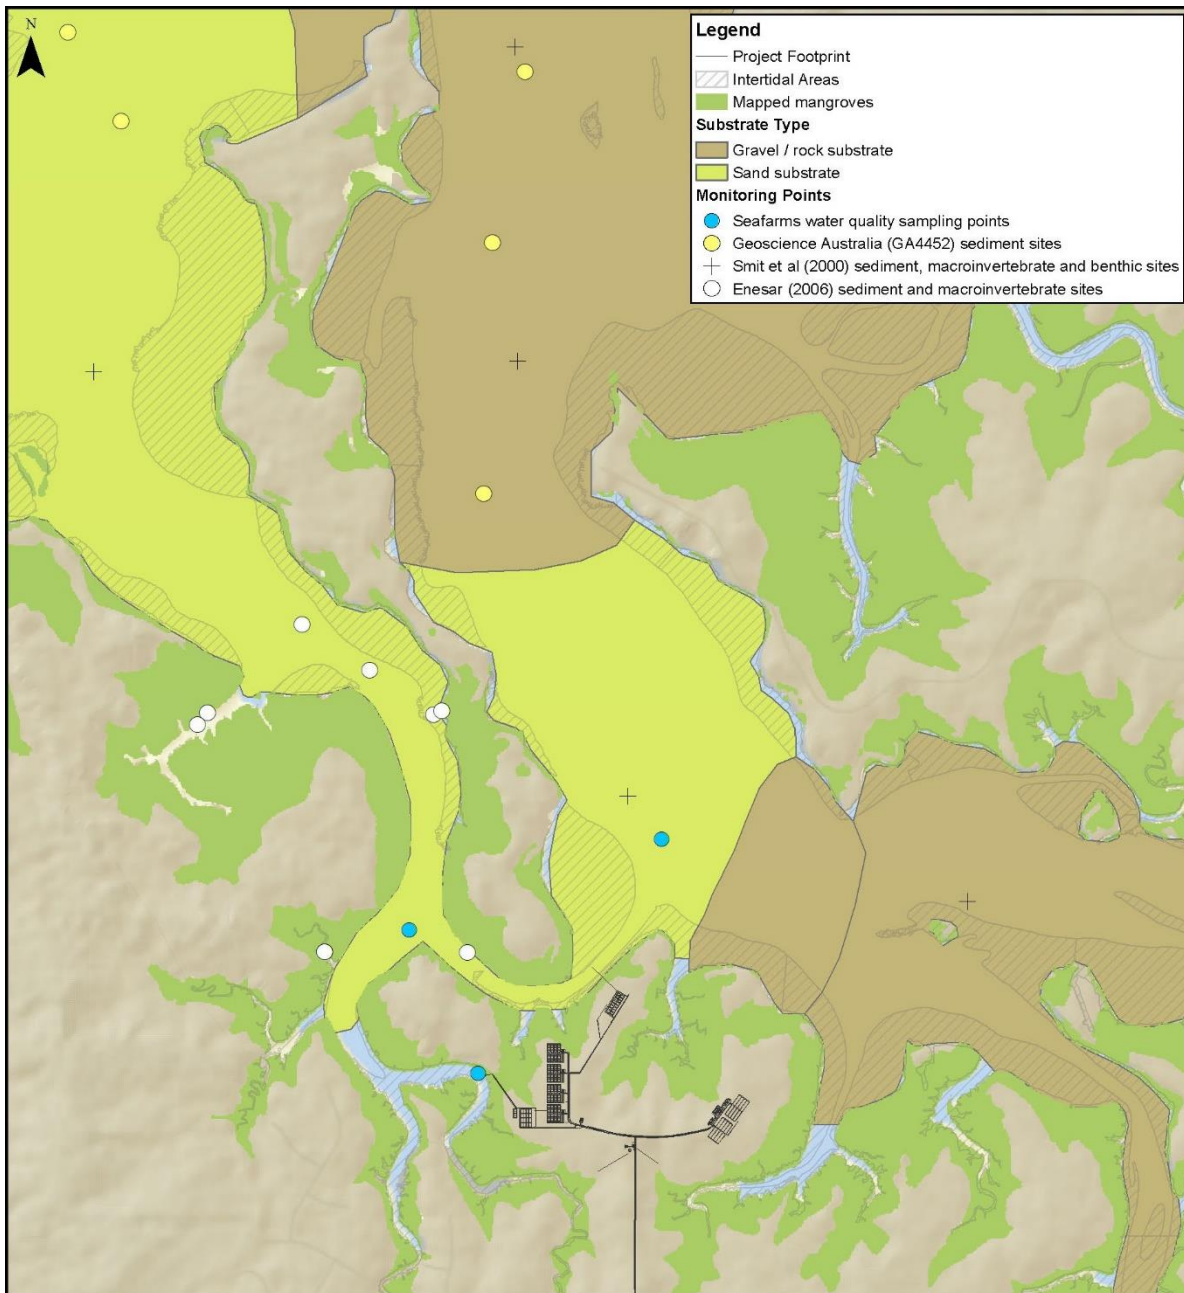 N
Legend
Project Footprint
Intertidal Areas
Mapped mangroves
Substrate Type
Gravel / rock substrate
Sand substrate
Monitoring Points
Seafarms water quality sampling points
Geoscience Australia (GA4452) sediment sites
Smit et al (2000) sediment, macroinvertebrate and benthic sites
Enesar (2006) sediment and macroinvertebrate sites